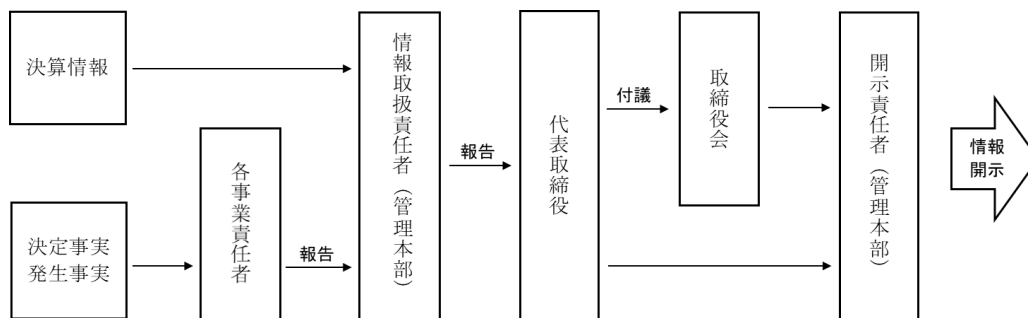 決算情報
決定事実
発生事実
各事業責任者
報告
情報取扱責任者（管理本部）
報告
代表取締役
付議
取締役会
開示責任者（管理本部）
情報
開示